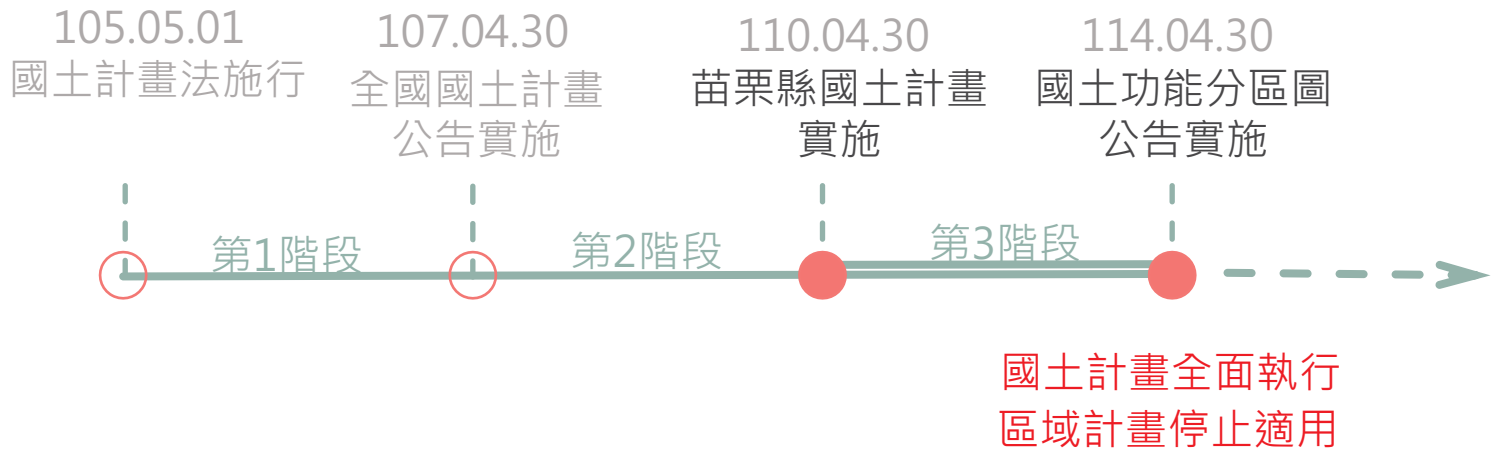 105.05.01
國土計畫法施行
107.04.30
全國國土計畫
公告實施
110.04.30
苗栗縣國土計畫
實施
114.04.30
國土功能分區圖
公告實施
第1階段
第2階段
第3階段
國土計畫全面執行
區域計畫停止適用